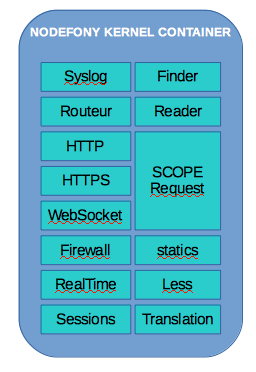 NODEFONY KERNEL CONTAINER
Syslog
Finder
Routeur
Reader
HTTP
HTTPS
SCOPE
Request
WebSocket
Firewall
statics
RealTime
Less
Sessions
Translation